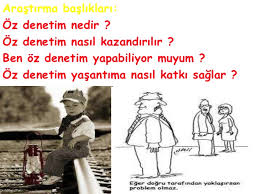 Araştırma başlıkları:
Öz denetim nedir ?
Öz denetim nasıl kazandırılır ?
Ben öz denetim yapabiliyor muyum ?
Öz denetim yaşantıma nasıl katkı sağlar ?
Eğer doğru tarafından yaklaşırsan
problem olmaz.